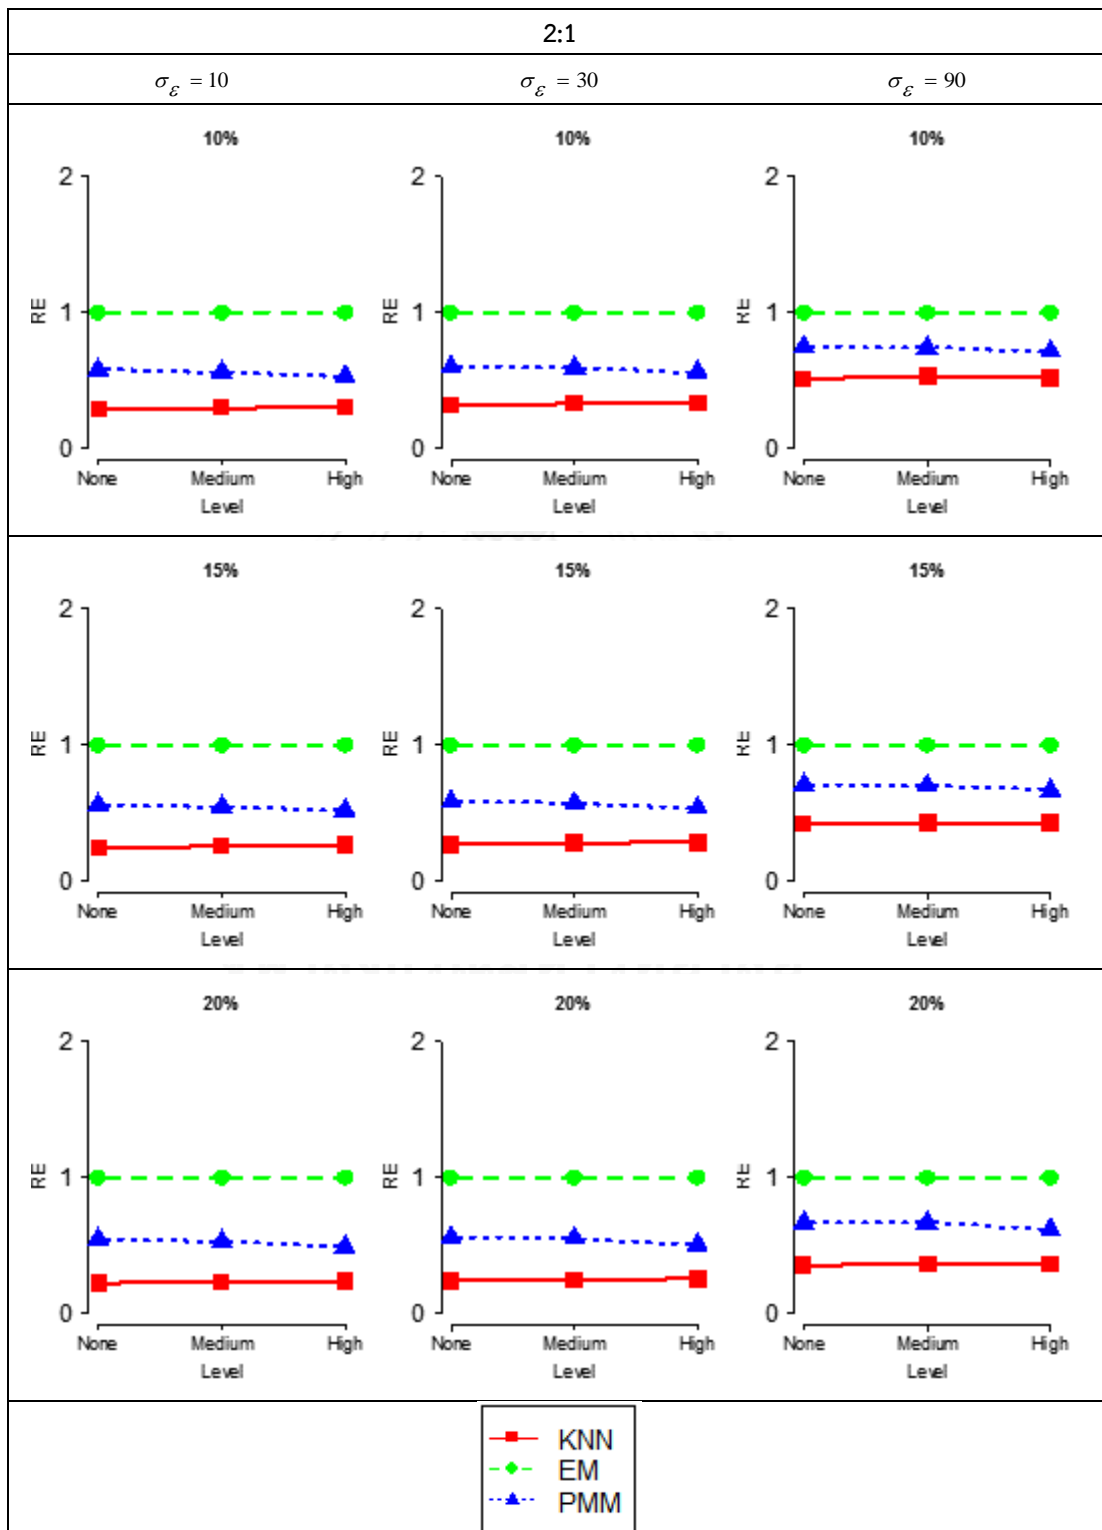 2:1
σ_ε = 10 σ_ε = 30 σ_ε = 90
10% 10% 10%
2 2 2
RE 1 RE 1 RE 1
0 0 0
None Medium High None Medium High None Medium High
Level Level Level
15% 15% 15%
2 2 2
RE 1 RE 1 RE 1
0 0 0
None Medium High None Medium High None Medium High
Level Level Level
20% 20% 20%
2 2 2
RE 1 RE 1 RE 1
0 0 0
None Medium High None Medium High None Medium High
Level Level Level
KNN
EM
PMM